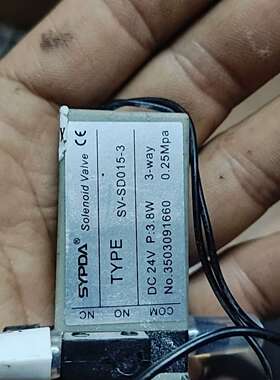 SYPDA® Solenoid Valve CE
TYPE SV-SD015-3
DC 24V P:3.8W 3-way
No.3503091660 0.25Mpa
NC NO COM